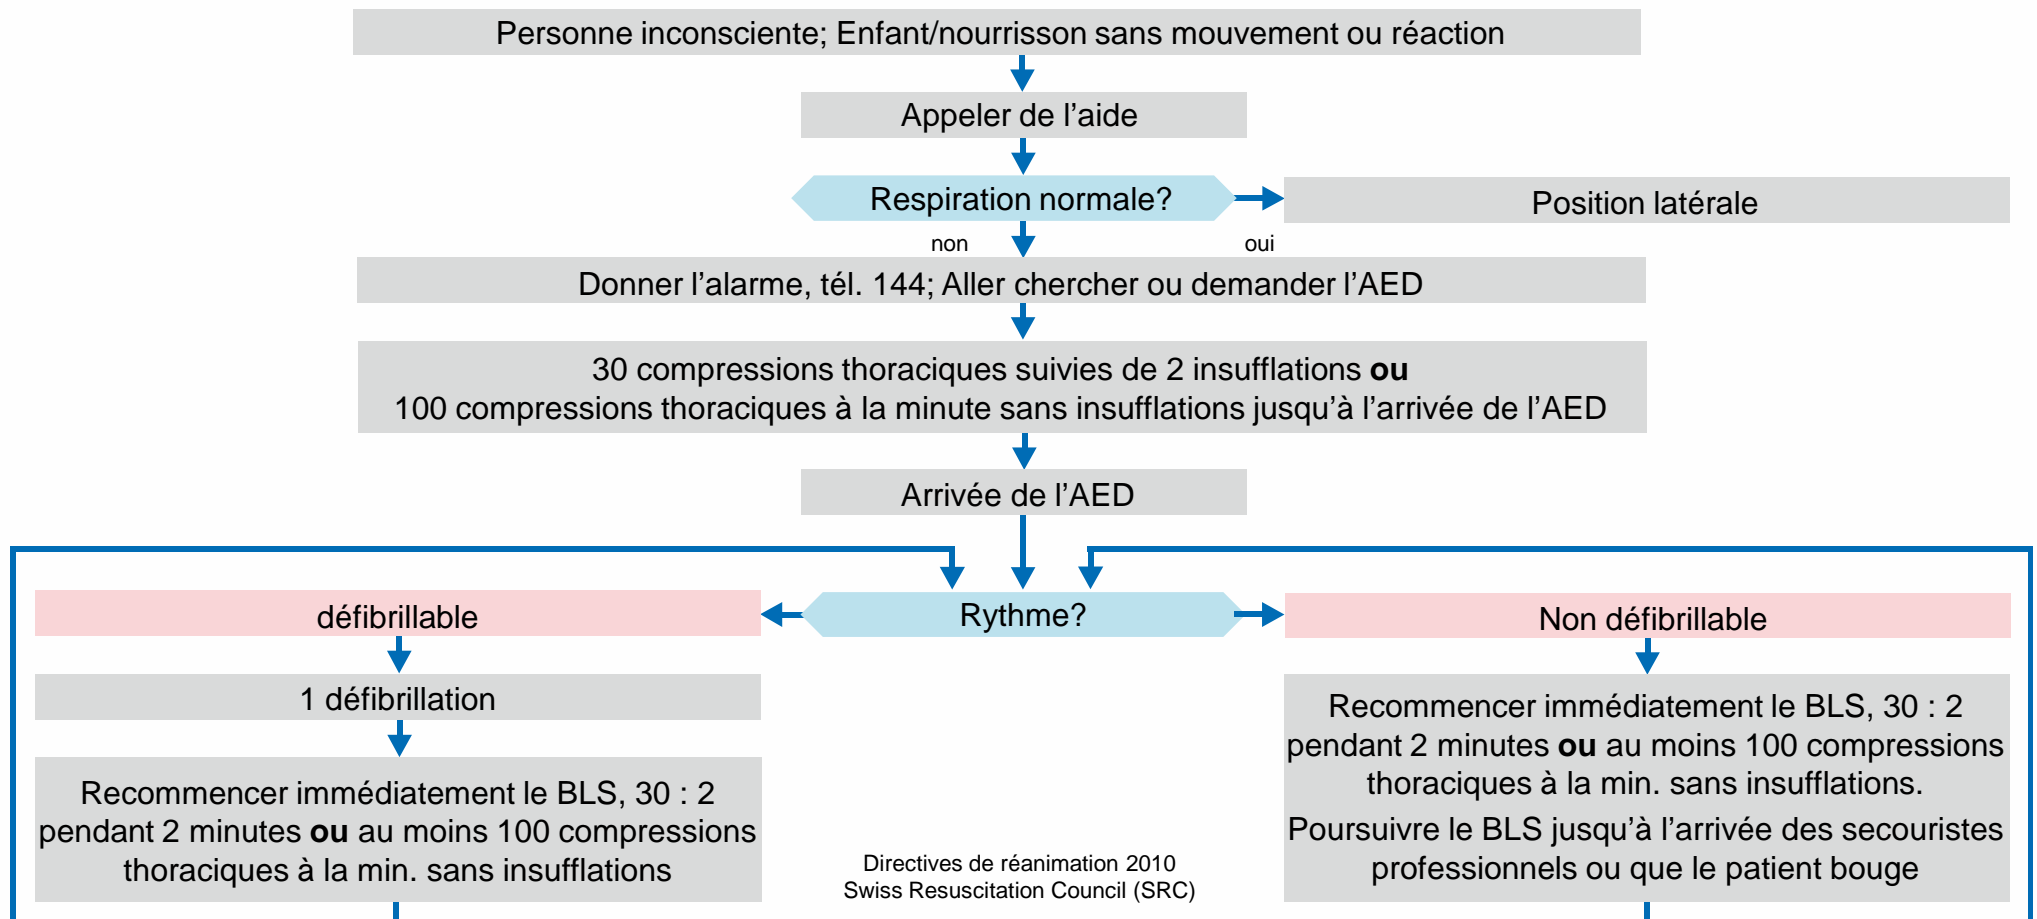 Personne inconsciente; Enfant/nourrisson sans mouvement ou réaction
Appeler de l’aide
Respiration normale?
Position latérale
non
oui
Donner l’alarme, tél. 144; Aller chercher ou demander l’AED
30 compressions thoraciques suivies de 2 insufflations ou
100 compressions thoraciques à la minute sans insufflations jusqu’à l’arrivée de l’AED
Arrivée de l’AED
défibrillable
Rythme?
Non défibrillable
1 défibrillation
Recommencer immédiatement le BLS, 30 : 2
pendant 2 minutes ou au moins 100 compressions
thoraciques à la min. sans insufflations
Recommencer immédiatement le BLS, 30 : 2
pendant 2 minutes ou au moins 100 compressions
thoraciques à la min. sans insufflations.
Poursuivre le BLS jusqu’à l’arrivée des secouristes
professionnels ou que le patient bouge
Directives de réanimation 2010
Swiss Resuscitation Council (SRC)